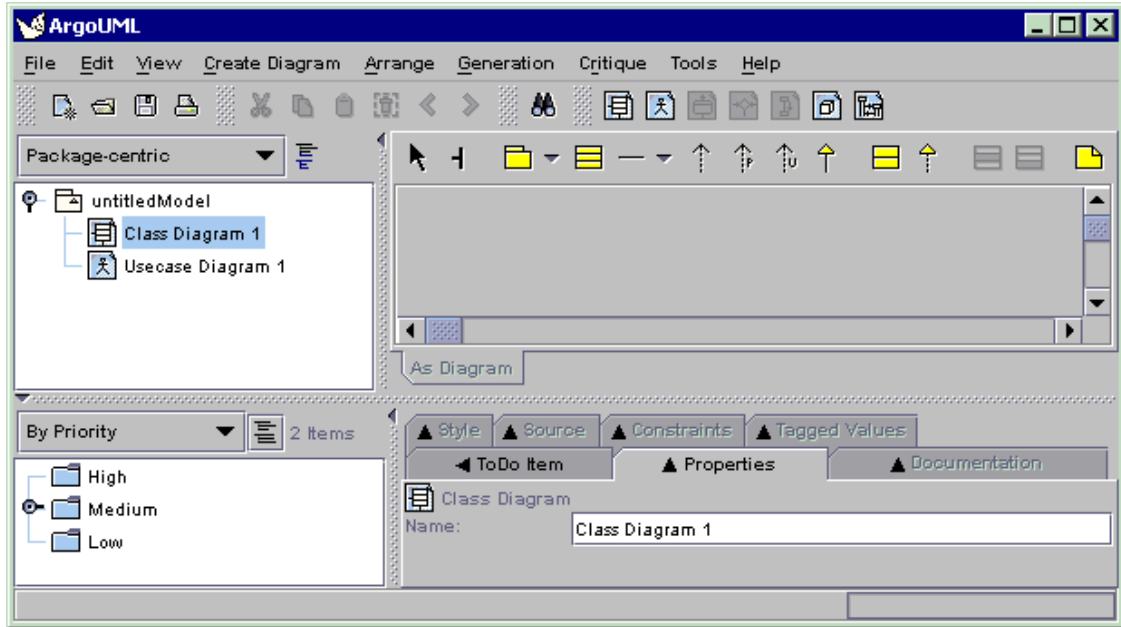 ArgoUML
File Edit View Create Diagram Arrange Generation Critique Tools Help
Package-centric
untitledModel
Class Diagram 1
Usecase Diagram 1
As Diagram
By Priority 2 Items
High
Medium
Low
Style Source Constraints Tagged Values
ToDo Item Properties Documentation
Class Diagram
Name: Class Diagram 1